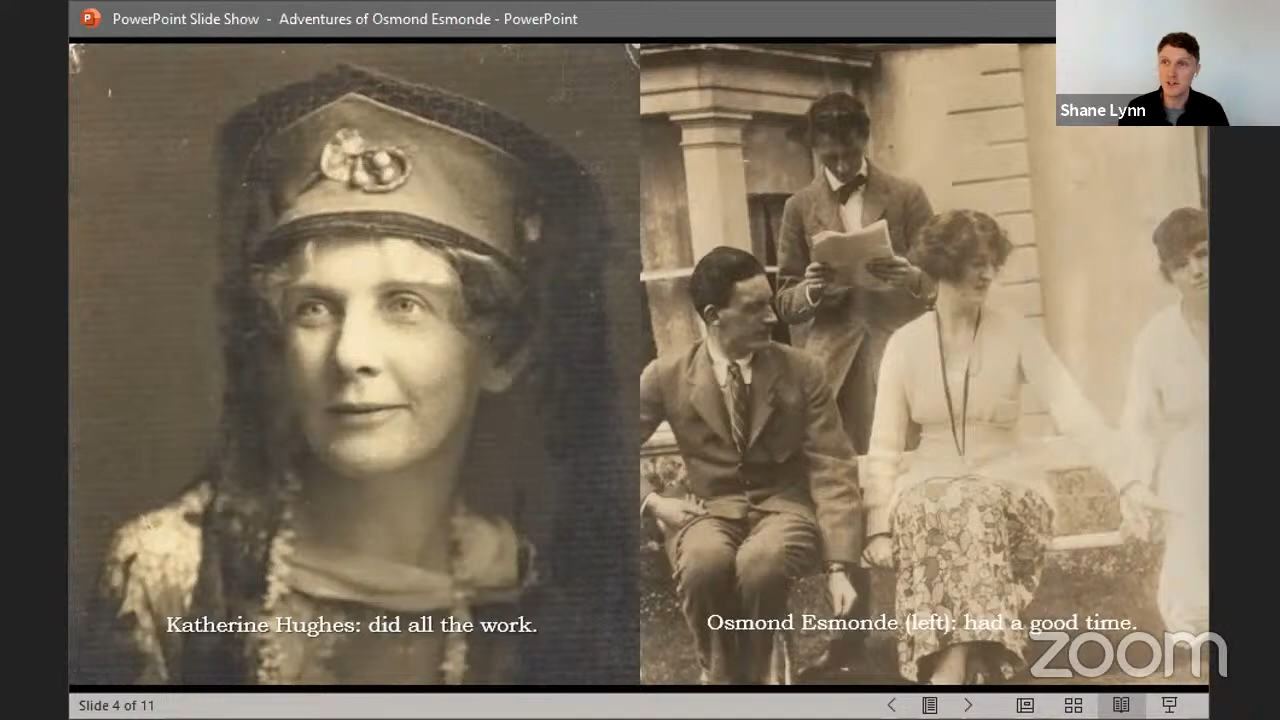 PowerPoint Slide Show - Adventures of Osmond Esmonde - PowerPoint
Shane Lynn
Katherine Hughes: did all the work.
Osmond Esmonde (left): had a good time.
zoom
Slide 4 of 11